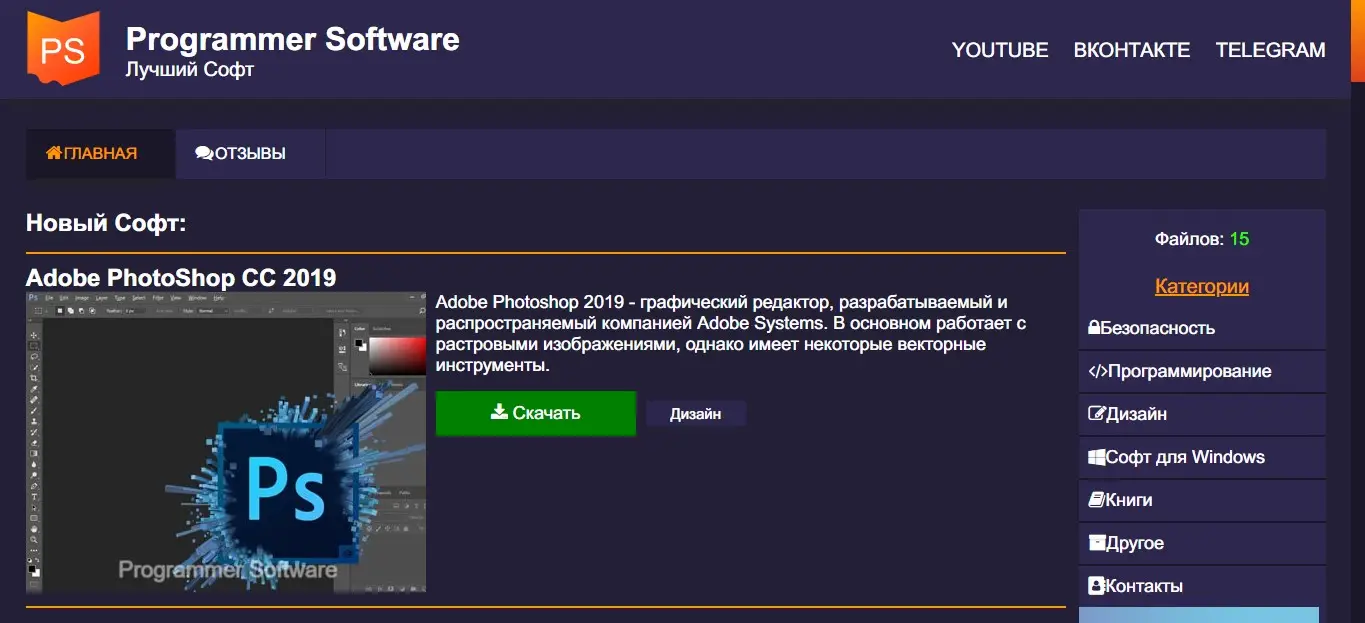 PS
Programmer Software
Лучший Софт
YOUTUBE ВКОНТАКТЕ TELEGRAM
ГЛАВНАЯ ОТЗЫВЫ
Новый Софт:
Adobe PhotoShop CC 2019
Adobe Photoshop 2019 - графический редактор, разрабатываемый и
распространяемый компанией Adobe Systems. В основном работает с
растровыми изображениями, однако имеет некоторые векторные
инструменты.
Скачать
Дизайн
Ps
Programmer Software
Файлов: 15
Категории
Безопасность
</>Программирование
Дизайн
Софт для Windows
Книги
Другое
Контакты